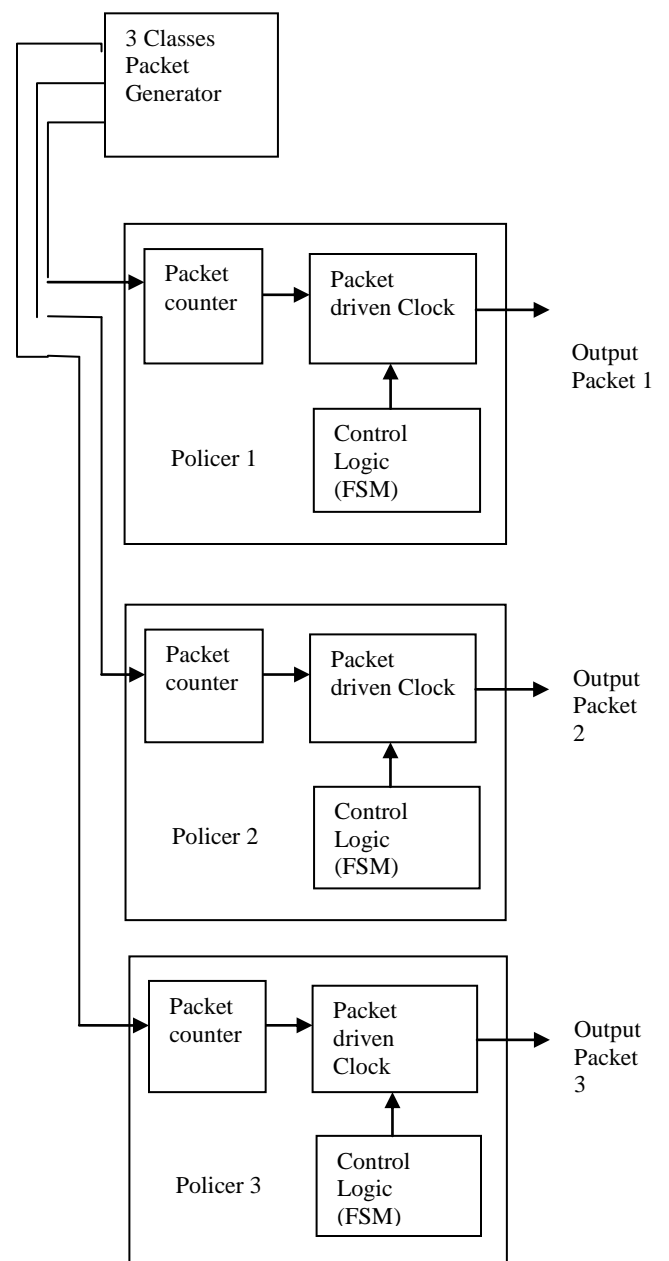 3 Classes
Packet
Generator
Packet
counter
Packet
driven Clock
Output
Packet 1
Control
Logic
(FSM)
Policer 1
Packet
counter
Packet
driven Clock
Output
Packet
2
Control
Logic
(FSM)
Policer 2
Packet
counter
Packet
driven
Clock
Output
Packet
3
Control
Logic
(FSM)
Policer 3